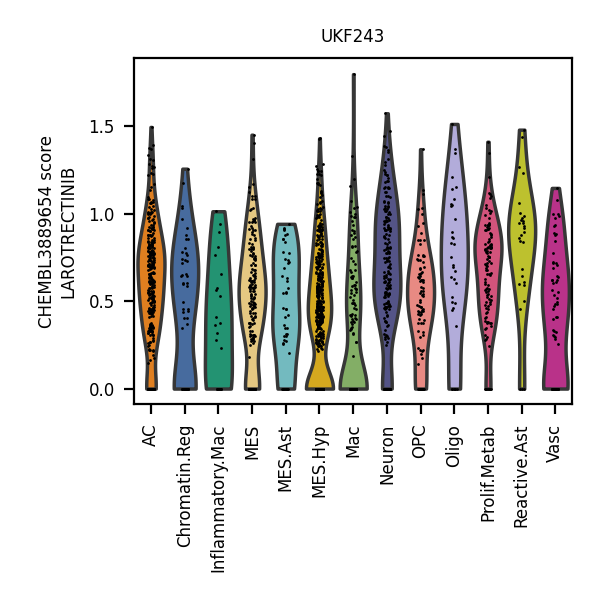 UKF243
CHEMBL3889654 score
LAROTRECTINIB
1.5
1.0
0.5
0.0
AC
Chromatin.Reg
Inflammatory.Mac
MES
MES.Ast
MES.Hyp
Mac
Neuron
OPC
Oligo
Prolif.Metab
Reactive.Ast
Vasc